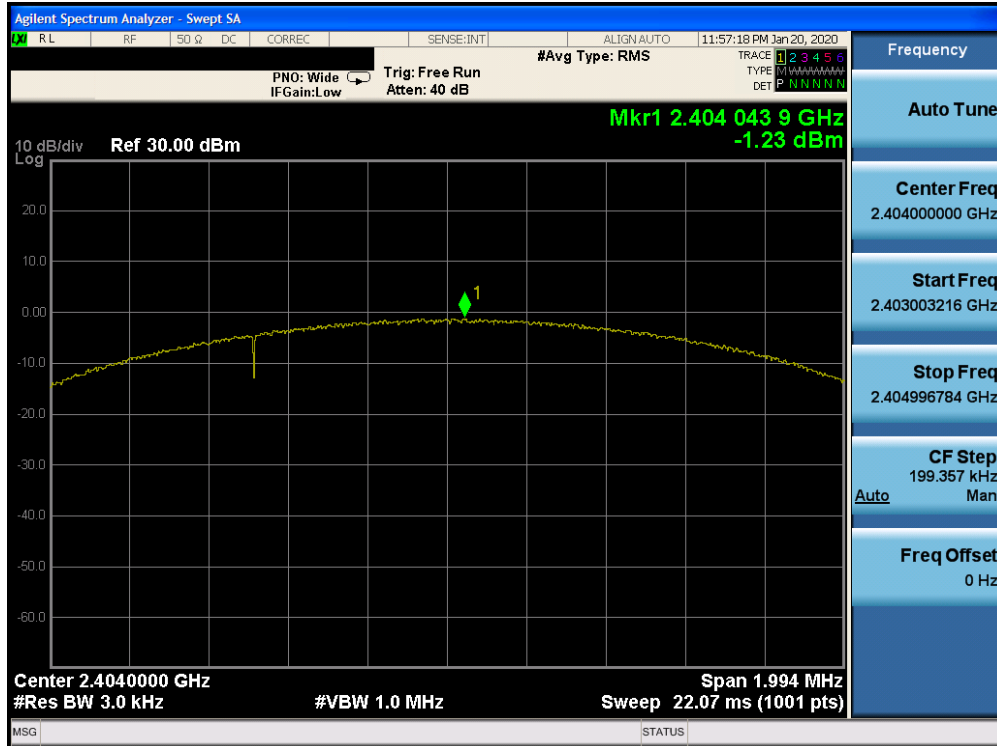 Agilent Spectrum Analyzer - Swept SA
LXI RL RF 50 Ω DC CORREC SENSE:INT ALIGN AUTO 11:57:18 PM Jan 20, 2020
Frequency
#Avg Type: RMS TRACE 1 2 3 4 5 6
PNO: Wide Trig: Free Run TYPE M WWWWW
IFGain:Low Atten: 40 dB DET P N N N N N
Auto Tune
Mkr1 2.404 043 9 GHz
10 dB/div Ref 30.00 dBm -1.23 dBm
Log
Center Freq
2.404000000 GHz
20.0
10.0
Start Freq
2.403003216 GHz
1
0.00
-10.0
Stop Freq
2.404996784 GHz
-20.0
-30.0
CF Step
199.357 kHz
Auto Man
-40.0
-50.0
Freq Offset
0 Hz
-60.0
Center 2.4040000 GHz Span 1.994 MHz
#Res BW 3.0 kHz #VBW 1.0 MHz Sweep 22.07 ms (1001 pts)
MSG STATUS